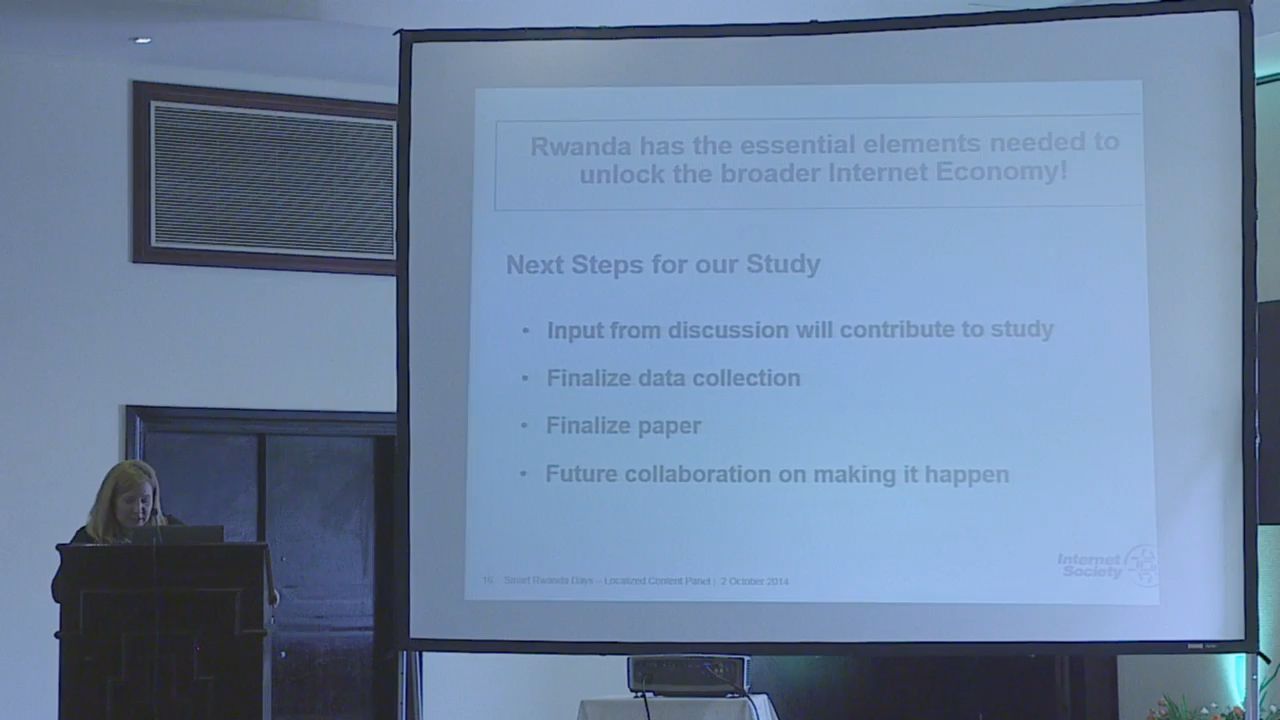 Rwanda has the essential elements needed to
unlock the broader Internet Economy!
Next Steps for our Study
• Input from discussion will contribute to study
• Finalize data collection
• Finalize paper
• Future collaboration on making it happen
Internet
Society
Smart Rwanda Days – Localized Content Panel | 2 October 2014